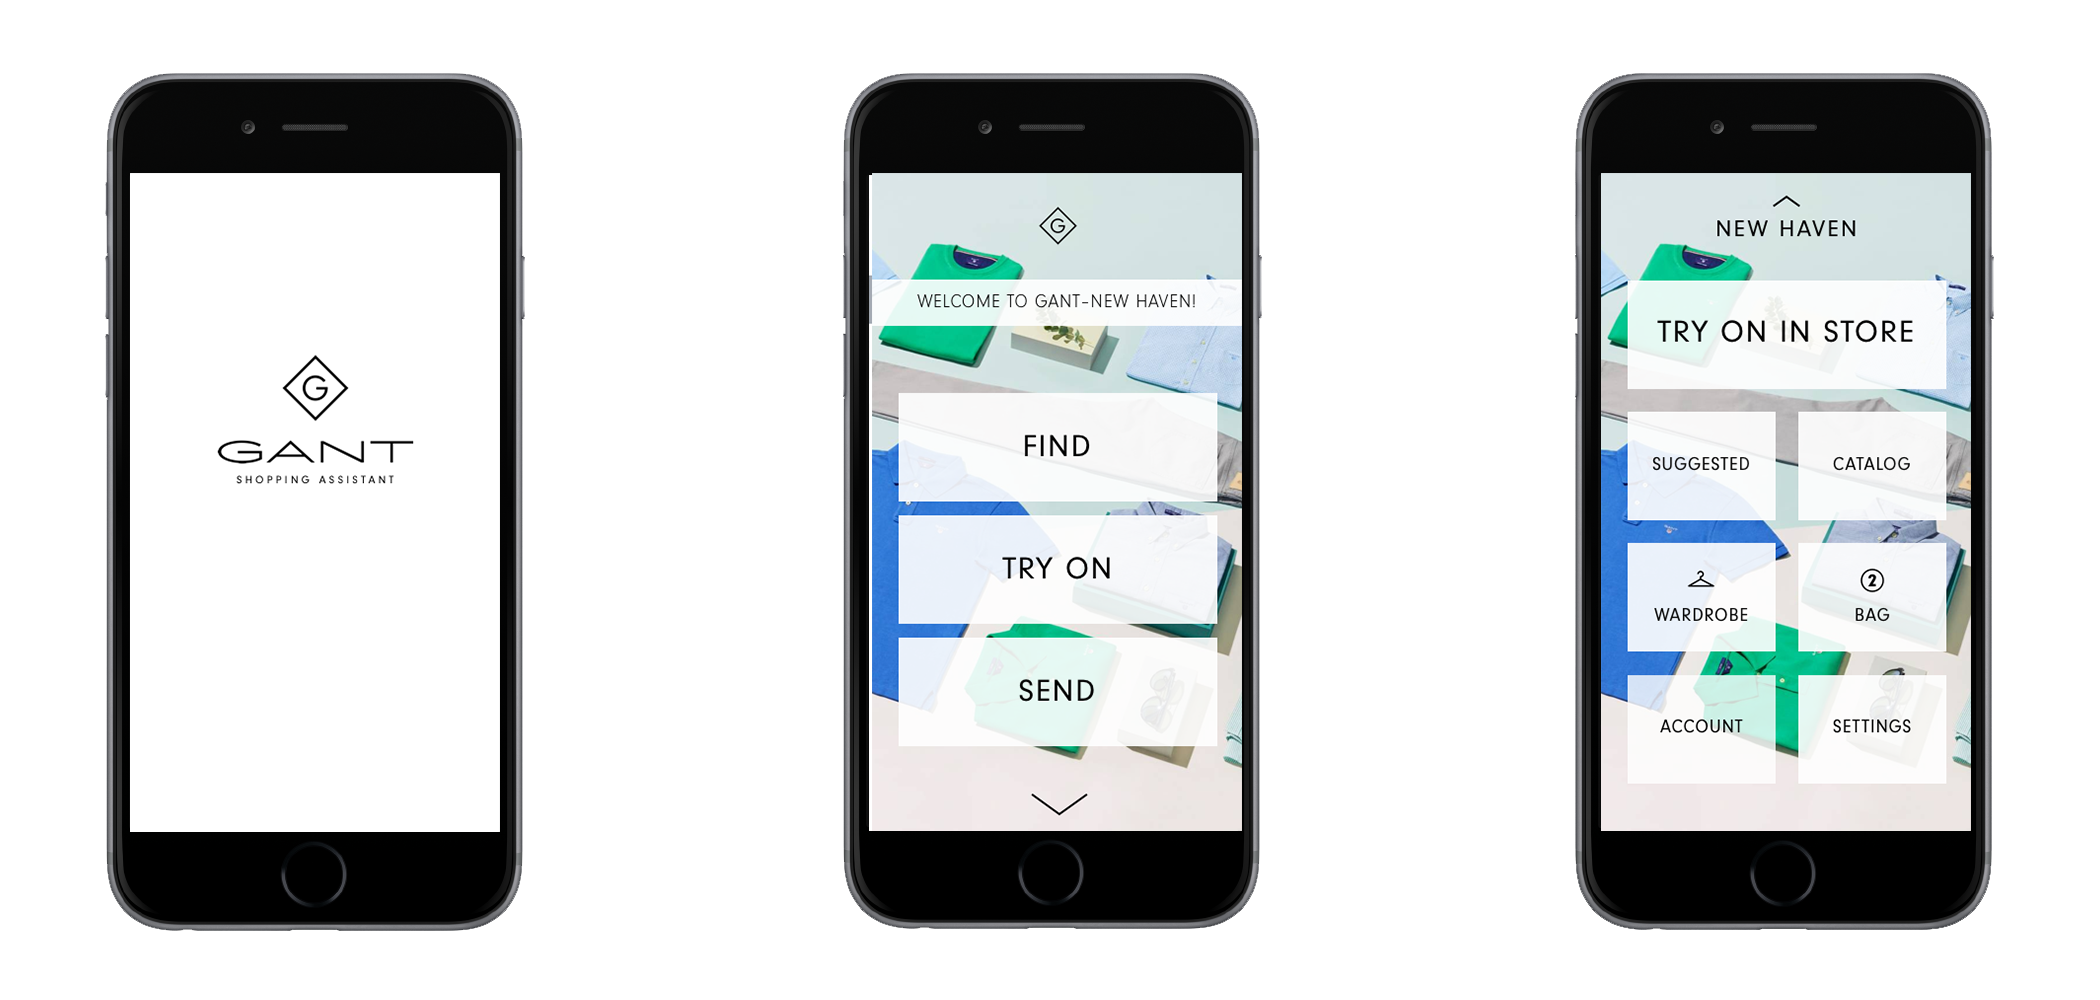 G
GANT
SHOPPING ASSISTANT
G
WELCOME TO GANT-NEW HAVEN!
FIND
TRY ON
SEND
NEW HAVEN
TRY ON IN STORE
SUGGESTED
CATALOG
WARDROBE
2
BAG
ACCOUNT
SETTINGS